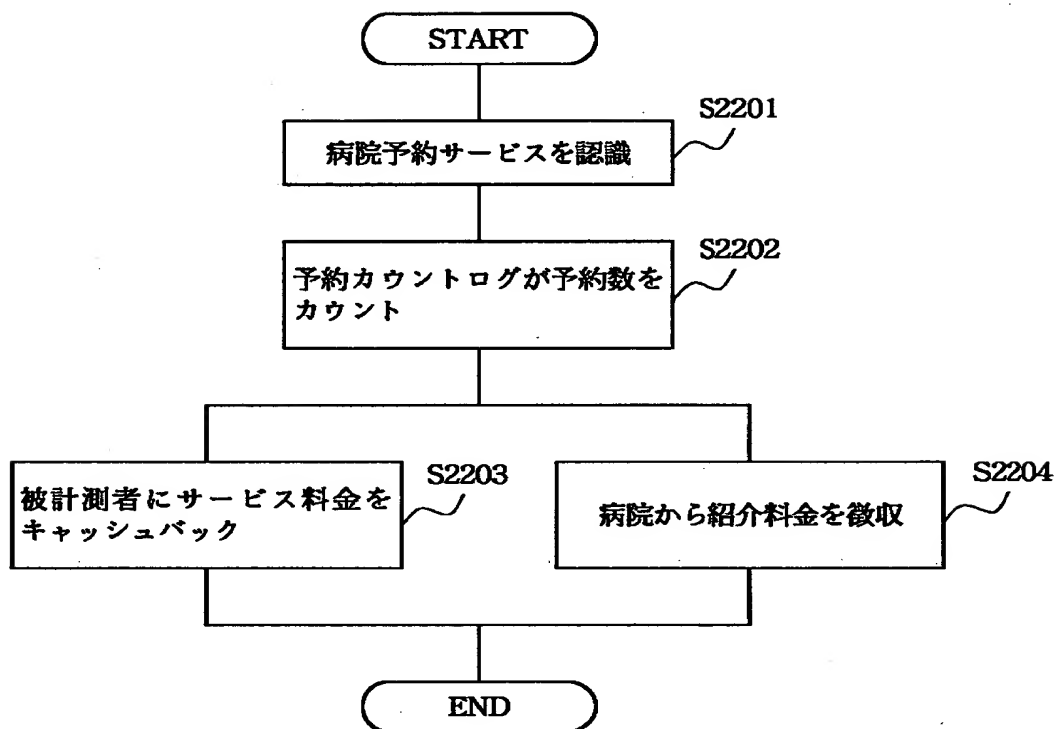 START
S2201
病院予約サービスを認識
S2202
予約カウントログが予約数を
カウント
S2203
被計測者にサービス料金を
キャッシュバック
S2204
病院から紹介料金を徴収
END